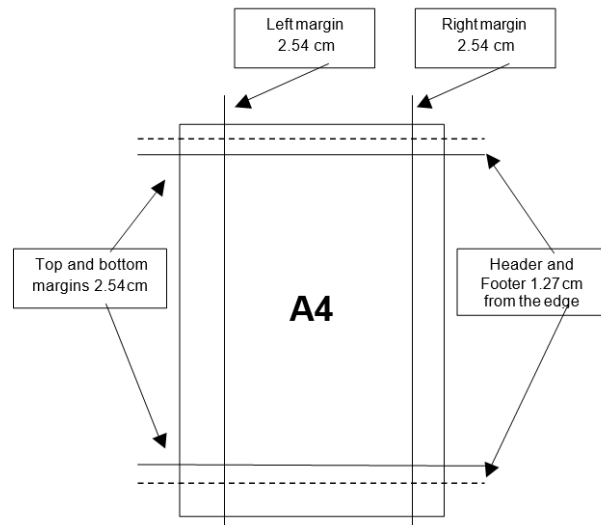 Left margin
2.54 cm
Right margin
2.54 cm
Top and bottom
margins 2.54cm
Header and
Footer 1.27cm
from the edge
A4